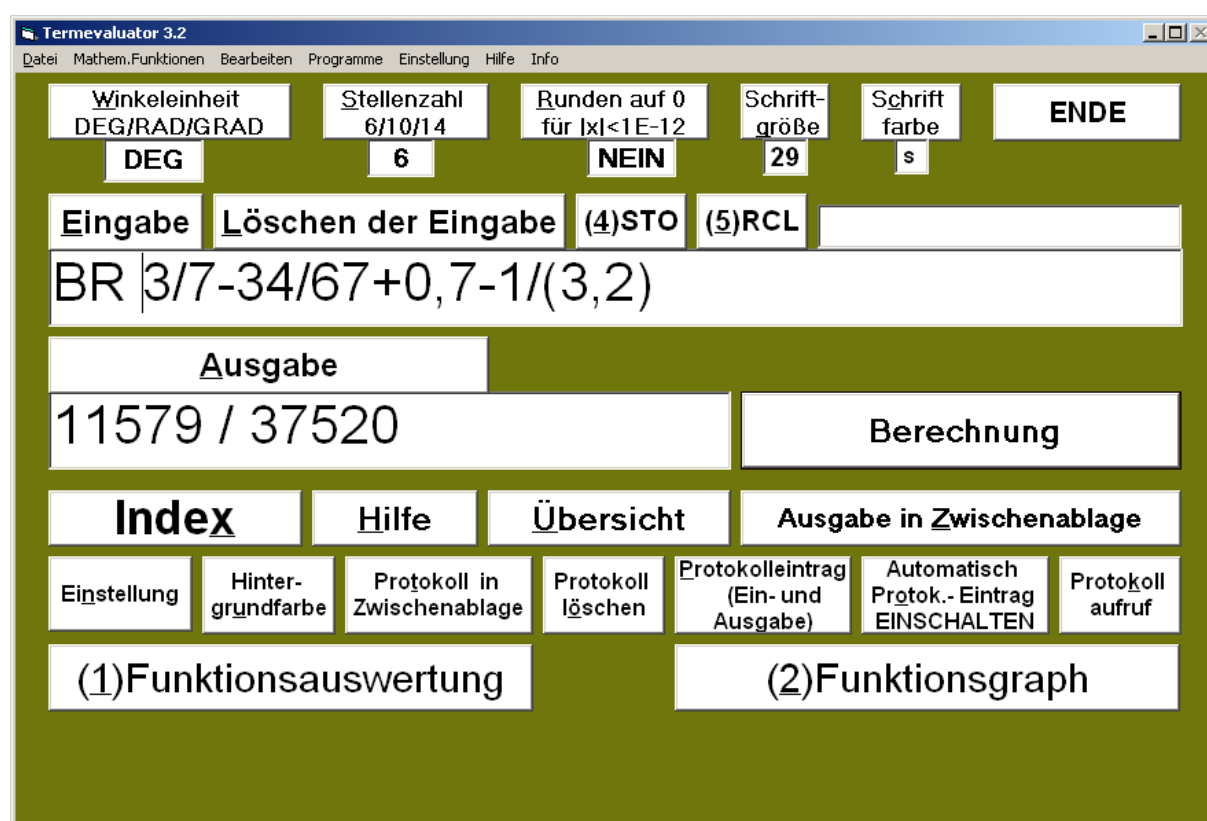 Termevaluator 3.2
Datei Mathem.Funktionen Bearbeiten Programme Einstellung Hilfe Info
Winkeleinheit
DEG/RAD/GRAD
DEG
Stellenzahl
6/10/14
6
Runden auf 0
für |x|<1E-12
NEIN
Schrift-
größe
29
Schrift
farbe
s
ENDE
Eingabe
Löschen der Eingabe
(4)STO
(5)RCL
BR 3/7-34/67+0,7-1/(3,2)
Ausgabe
11579 / 37520
Berechnung
Index
Hilfe
Übersicht
Ausgabe in Zwischenablage
Einstellung
Hinter-
grundfarbe
Protokoll in
Zwischenablage
Protokoll
löschen
Protokolleintrag
(Ein- und
Ausgabe)
Automatisch
Protok.- Eintrag
EINSCHALTEN
Protokoll
aufruf
(1)Funktionsauswertung
(2)Funktionsgraph